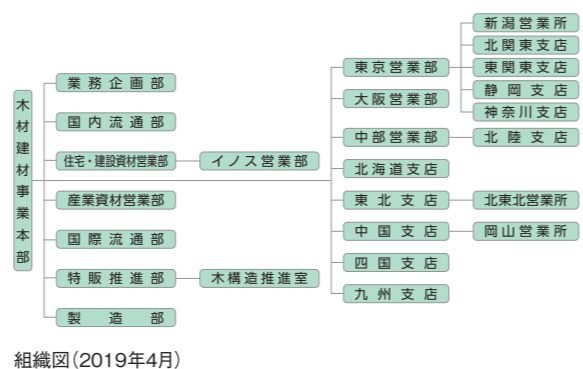 木材建材事業本部
業務企画部
国内流通部
住宅・建設資材営業部
イノス営業部
産業資材営業部
国際流通部
特販推進部
木構造推進室
製造部
東京営業部
新潟営業所
北関東支店
東関東支店
静岡支店
神奈川支店
大阪営業部
中部営業部
北陸支店
北海道支店
東北支店
北東北営業所
中国支店
岡山営業所
四国支店
九州支店
組織図(2019年4月)